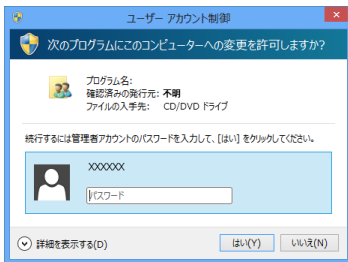 ユーザー アカウント制御
次のプログラムにこのコンピューターへの変更を許可しますか?
プログラム名:
確認済みの発行元: 不明
ファイルの入手先: CD/DVD ドライブ
続行するには管理者アカウントのパスワードを入力して、[はい] をクリックしてください。
XXXXXX
パスワード
詳細を表示する(D)
はい(Y) いいえ(N)